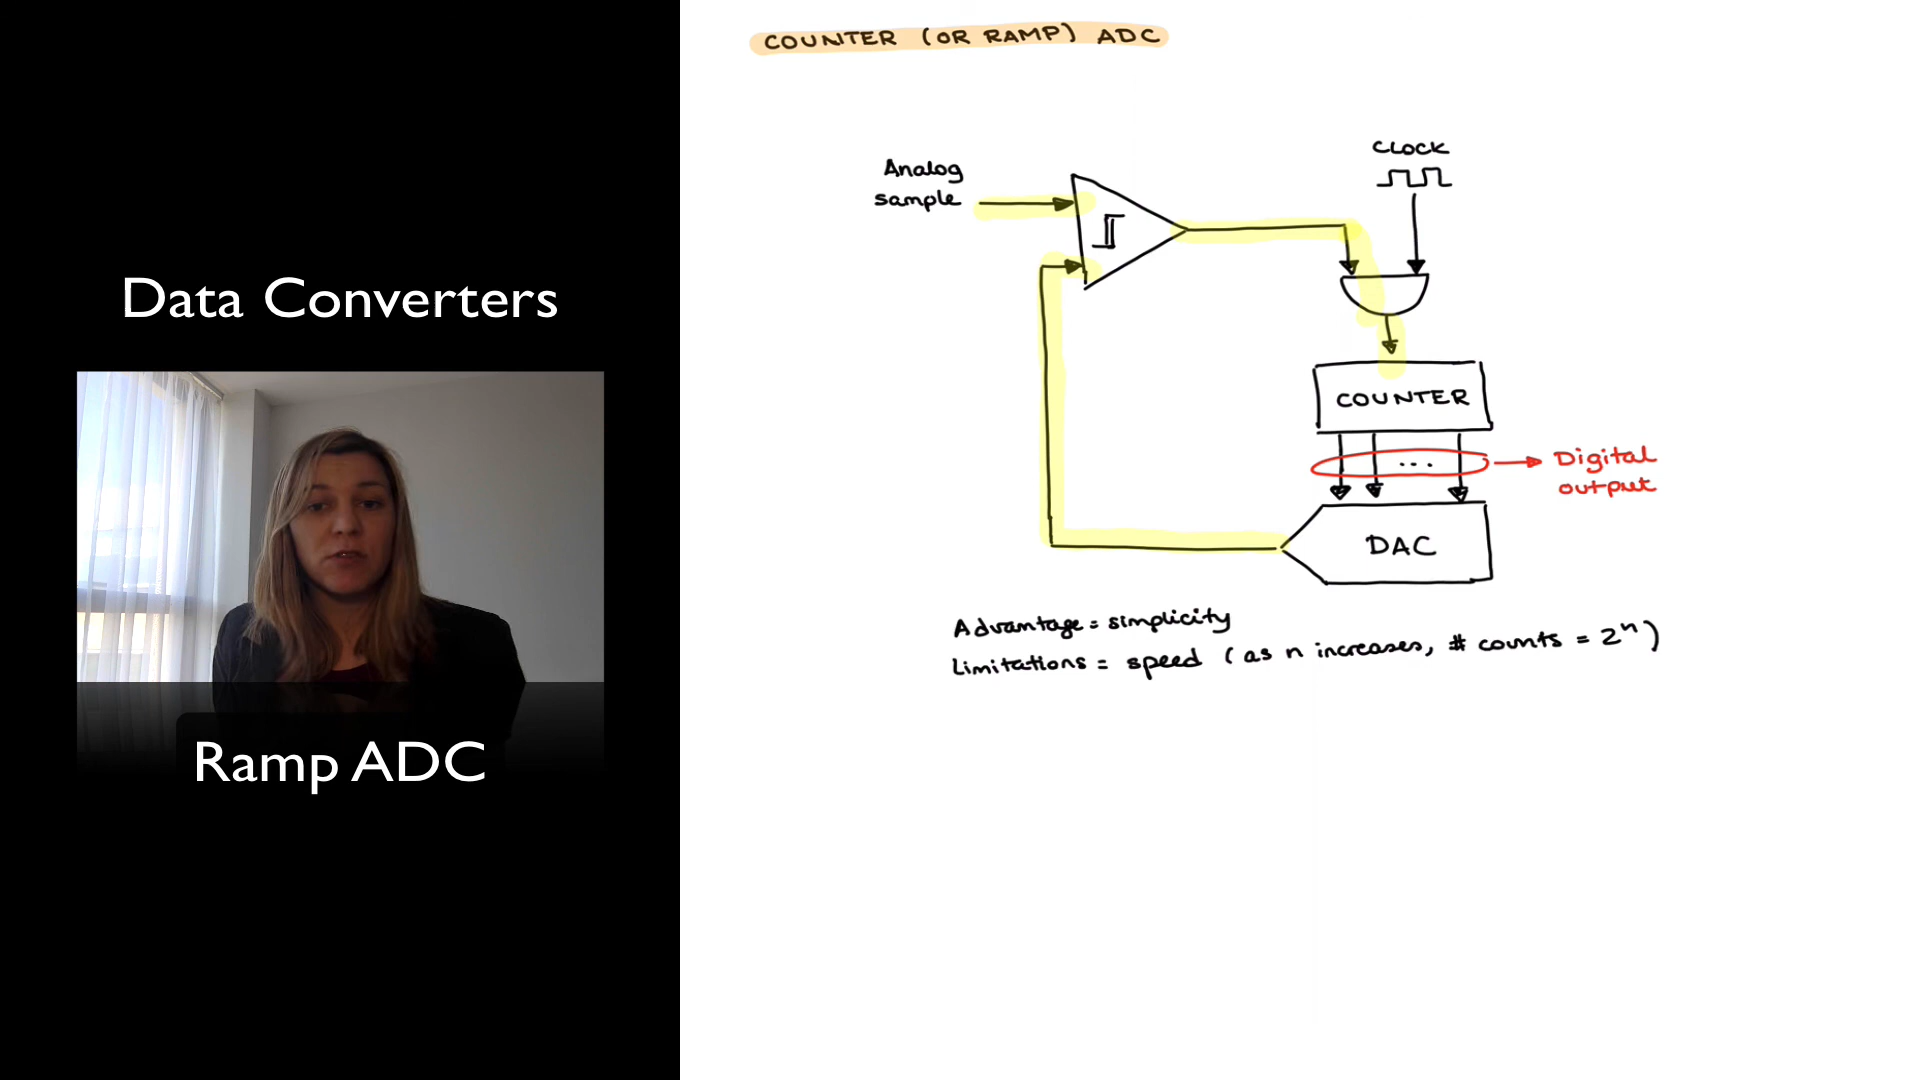 Data Converters
Ramp ADC
COUNTER (OR RAMP) ADC
Analog
sample
CLOCK
COUNTER
...
Digital
output
DAC
Advantage = simplicity
Limitations = speed (as n increases, # counts = 2ⁿ)